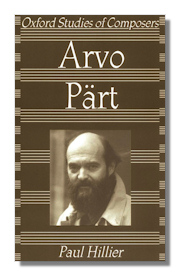 Oxford Studies of Composers
Arvo
Pärt
Paul Hillier